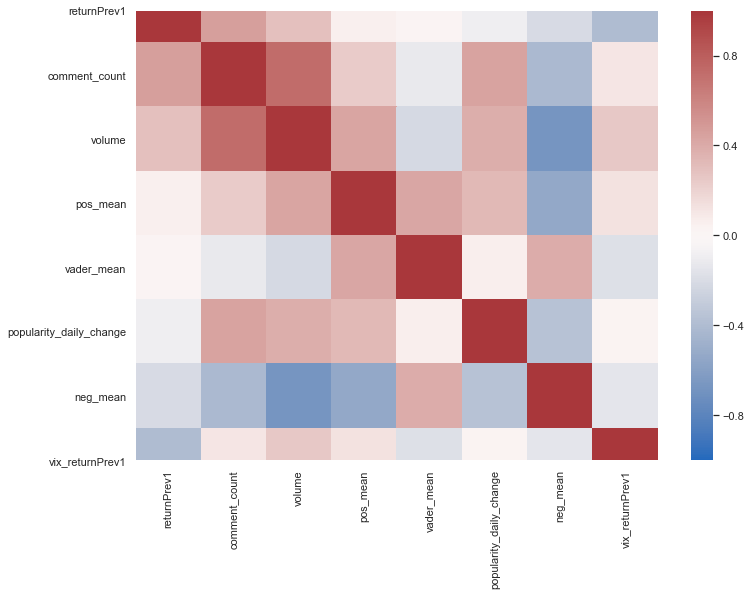 returnPrev1
comment_count
volume
pos_mean
vader_mean
popularity_daily_change
neg_mean
vix_returnPrev1
returnPrev1
comment_count
volume
pos_mean
vader_mean
popularity_daily_change
neg_mean
vix_returnPrev1
0.8
0.4
0.0
−0.4
−0.8